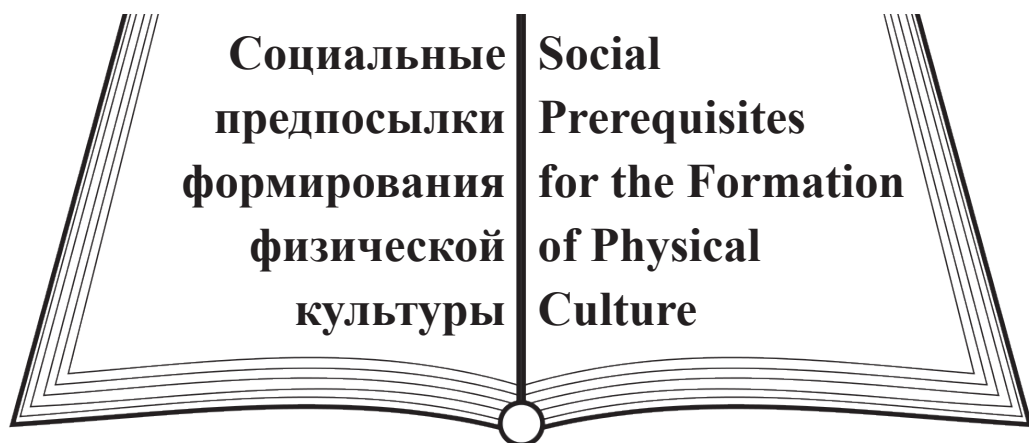 Социальные
предпосылки
формирования
физической
культуры
Social
Prerequisites
for the Formation
of Physical
Culture